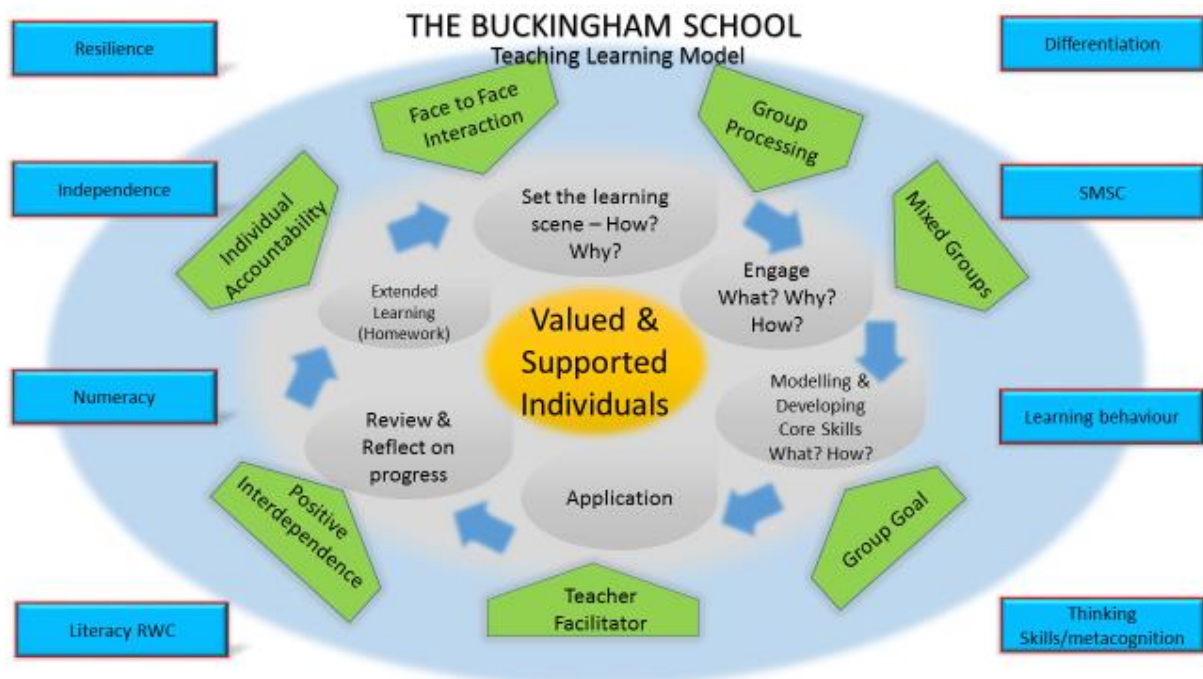 THE BUCKINGHAM SCHOOL
Teaching Learning Model
Resilience
Independence
Numeracy
Literacy RWC
Differentiation
SMSC
Learning behaviour
Thinking
Skills/metacognition
Face to Face
Interaction
Group
Processing
Mixed Groups
Group Goal
Teacher
Facilitator
Positive
Interdependence
Individual
Accountability
Set the learning
scene – How?
Why?
Engage
What? Why?
How?
Modelling &
Developing
Core Skills
What? How?
Application
Review &
Reflect on
progress
Extended
Learning
(Homework)
Valued &
Supported
Individuals